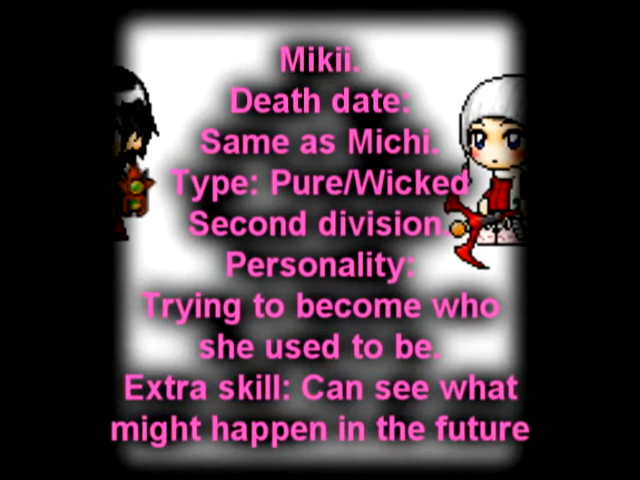 Mikii.
Death date:
Same as Michi.
Type: Pure/Wicked
Second division.
Personality:
Trying to become who
she used to be.
Extra skill: Can see what
might happen in the future